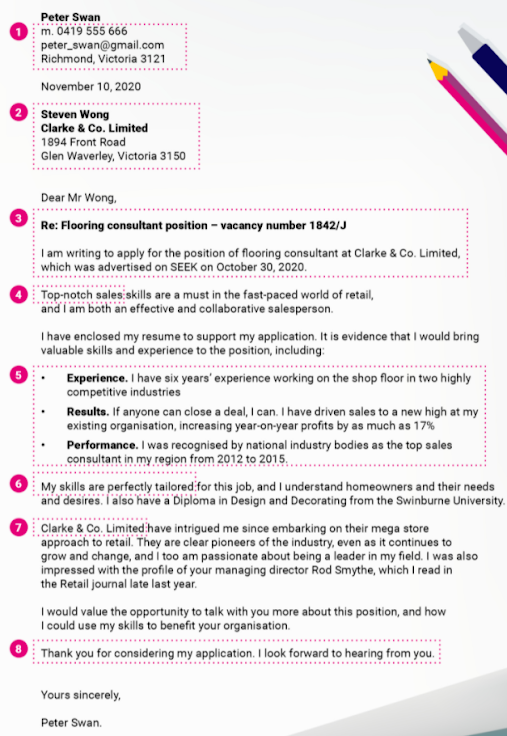 Peter Swan
1 m. 0419 555 666
peter_swan@gmail.com
Richmond, Victoria 3121
November 10, 2020
2 Steven Wong
Clarke & Co. Limited
1894 Front Road
Glen Waverley, Victoria 3150
Dear Mr Wong,
3 Re: Flooring consultant position – vacancy number 1842/J
I am writing to apply for the position of flooring consultant at Clarke & Co. Limited,
which was advertised on SEEK on October 30, 2020.
4 Top-notch sales skills are a must in the fast-paced world of retail,
and I am both an effective and collaborative salesperson.
I have enclosed my resume to support my application. It is evidence that I would bring
valuable skills and experience to the position, including:
5 • Experience. I have six years' experience working on the shop floor in two highly
competitive industries
• Results. If anyone can close a deal, I can. I have driven sales to a new high at my
existing organisation, increasing year-on-year profits by as much as 17%
• Performance. I was recognised by national industry bodies as the top sales
consultant in my region from 2012 to 2015.
6 My skills are perfectly tailored for this job, and I understand homeowners and their needs
and desires. I also have a Diploma in Design and Decorating from the Swinburne University.
7 Clarke & Co. Limited have intrigued me since embarking on their mega store
approach to retail. They are clear pioneers of the industry, even as it continues to
grow and change, and I too am passionate about being a leader in my field. I was also
impressed with the profile of your managing director Rod Smythe, which I read in
the Retail journal late last year.
I would value the opportunity to talk with you more about this position, and how
I could use my skills to benefit your organisation.
8 Thank you for considering my application. I look forward to hearing from you.
Yours sincerely,
Peter Swan.